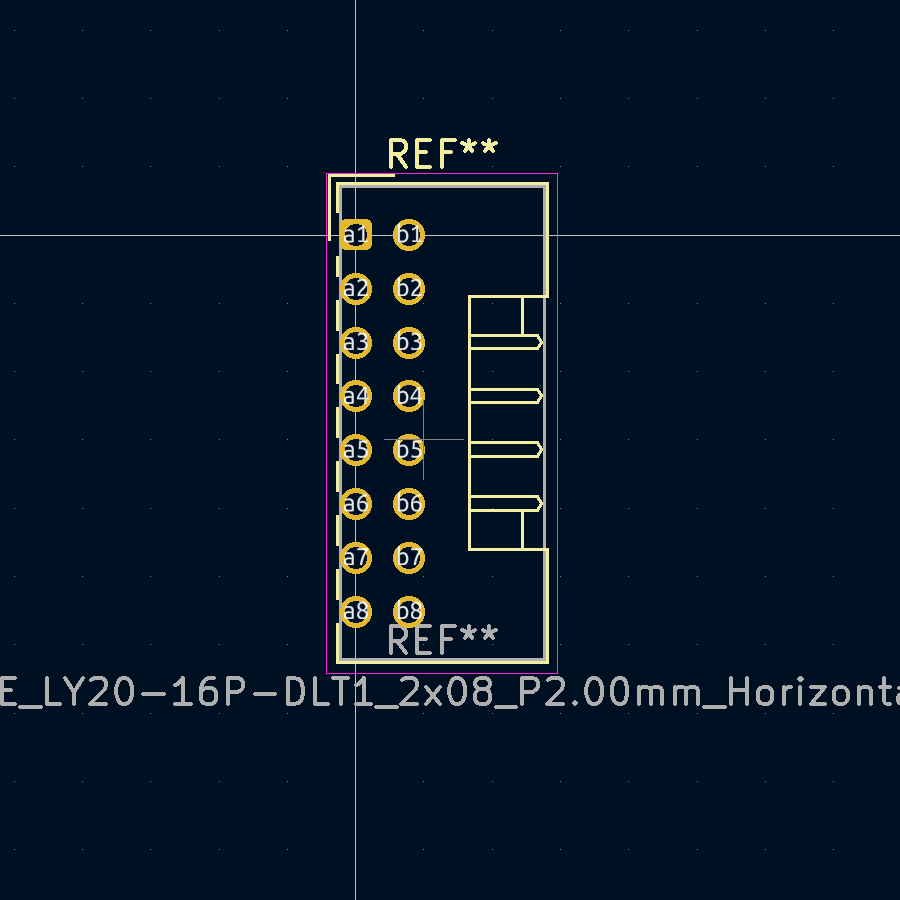 REF**
a1 b1
a2 b2
a3 b3
a4 b4
a5 b5
a6 b6
a7 b7
a8 b8
REF**
E_LY20-16P-DLT1_2x08_P2.00mm_Horizonta